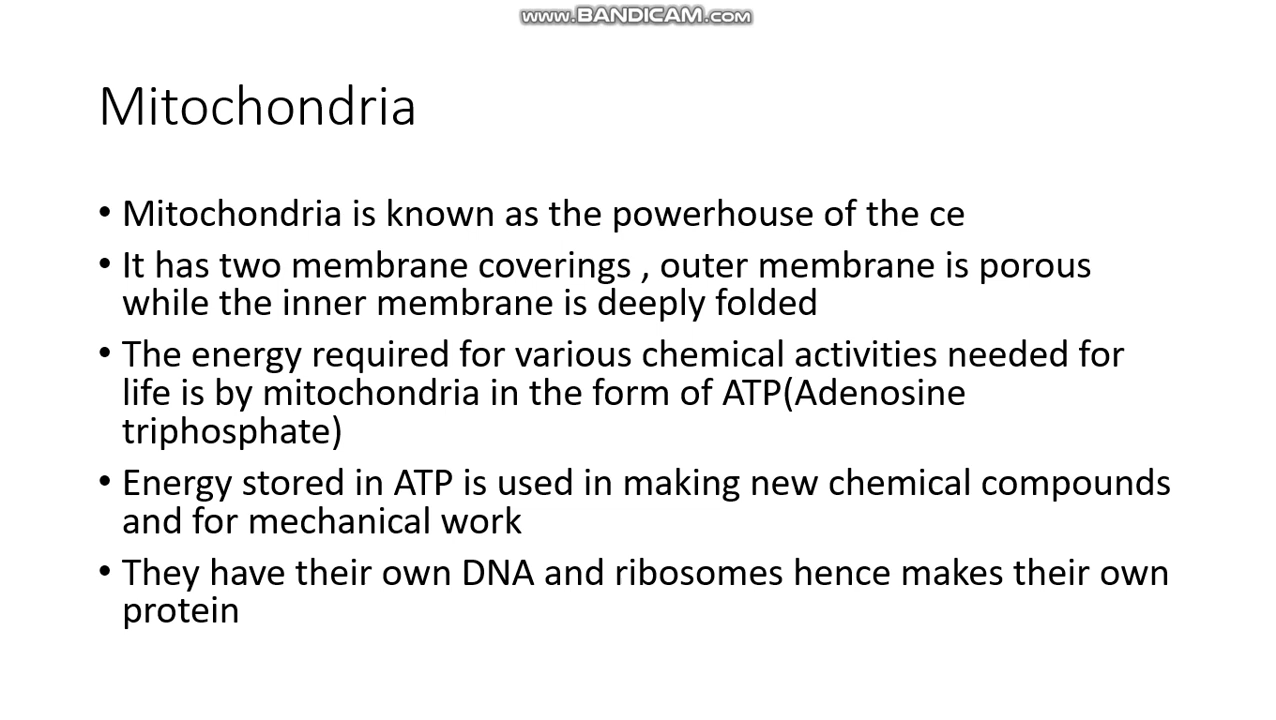 www.BANDICAM.com
Mitochondria
• Mitochondria is known as the powerhouse of the ce
• It has two membrane coverings , outer membrane is porous
while the inner membrane is deeply folded
• The energy required for various chemical activities needed for
life is by mitochondria in the form of ATP(Adenosine
triphosphate)
• Energy stored in ATP is used in making new chemical compounds
and for mechanical work
• They have their own DNA and ribosomes hence makes their own
protein